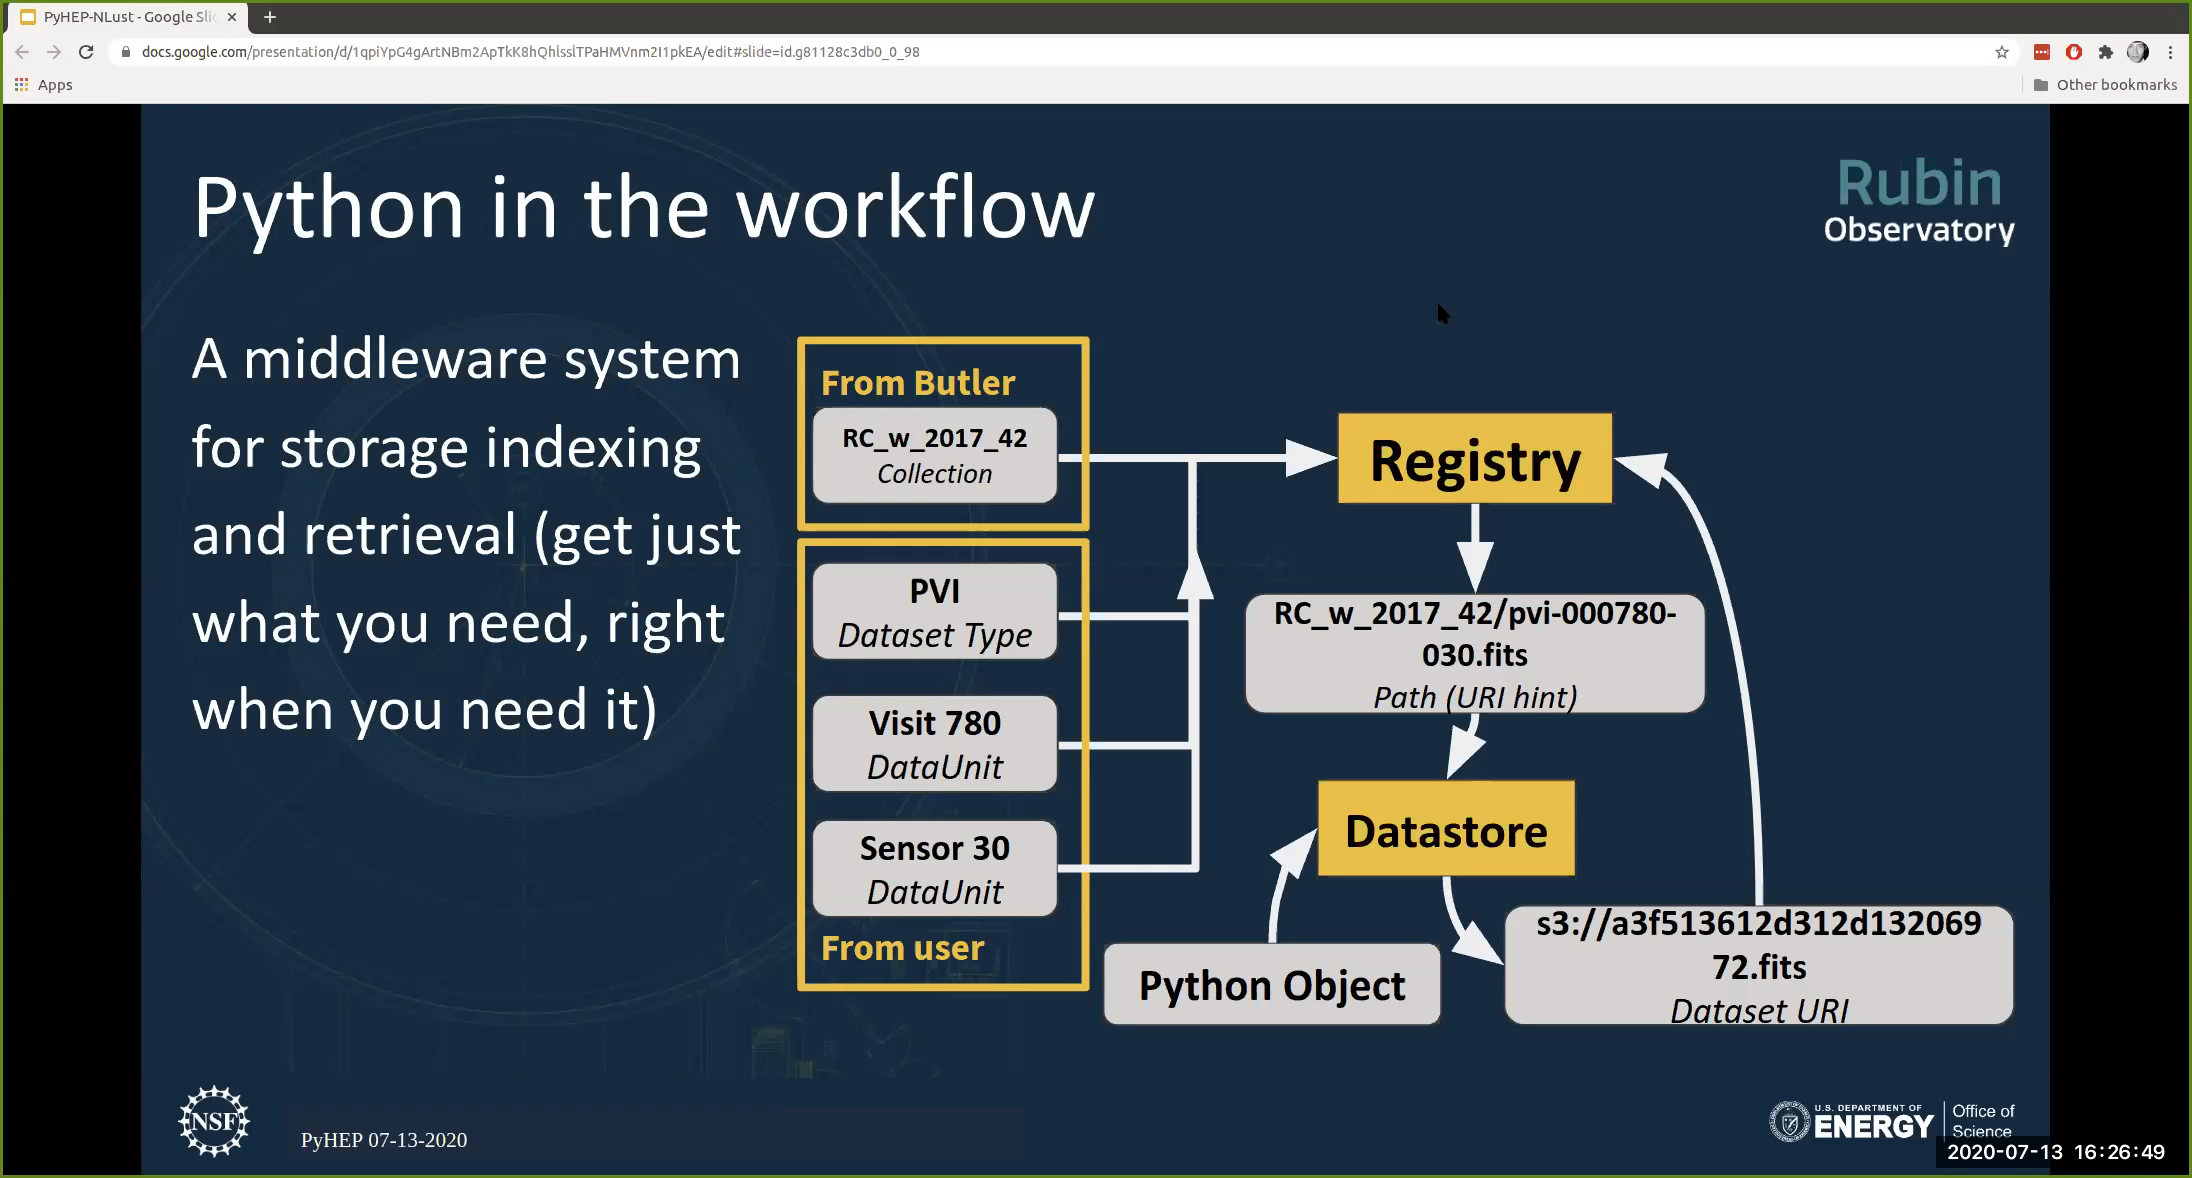 PyHEP-NLust - Google Slic
docs.google.com/presentation/d/1qpiYpG4gArtNBm2ApTkK8hQhlsslTPaHMVnm2I1pkEA/edit#slide=id.g81128c3db0_0_98
Apps
Other bookmarks
Python in the workflow
Rubin
Observatory
A middleware system
for storage indexing
and retrieval (get just
what you need, right
when you need it)
From Butler
RC_w_2017_42
Collection
PVI
Dataset Type
Visit 780
DataUnit
Sensor 30
DataUnit
From user
Registry
RC_w_2017_42/pvi-000780-
030.fits
Path (URI hint)
Datastore
Python Object
s3://a3f513612d312d132069
72.fits
Dataset URI
NSF
PyHEP 07-13-2020
U.S. DEPARTMENT OF
ENERGY
Office of
Science
2020-07-13 16:26:49